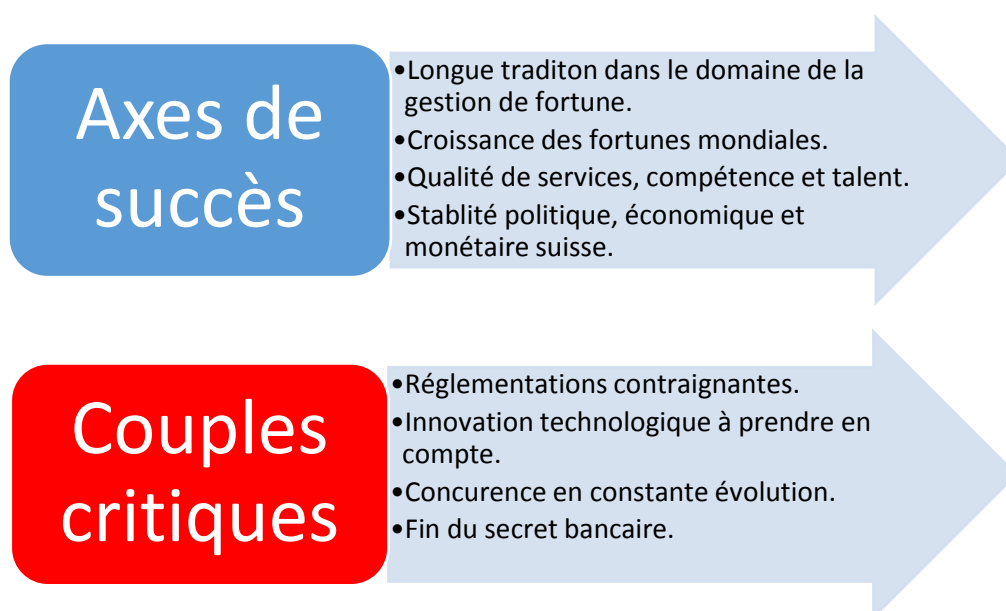 Axes de
succès
•Longue traditon dans le domaine de la
gestion de fortune.
•Croissance des fortunes mondiales.
•Qualité de services, compétence et talent.
•Stablité politique, économique et
monétaire suisse.
Couples
critiques
•Réglementations contraignantes.
•Innovation technologique à prendre en
compte.
•Concurence en constante évolution.
•Fin du secret bancaire.